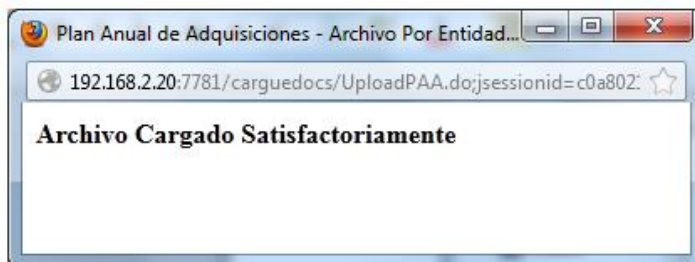 Plan Anual de Adquisiciones - Archivo Por Entidad...
192.168.2.20:7781/carguedocs/UploadPAA.do;jsessionid=c0a802:
Archivo Cargado Satisfactoriamente